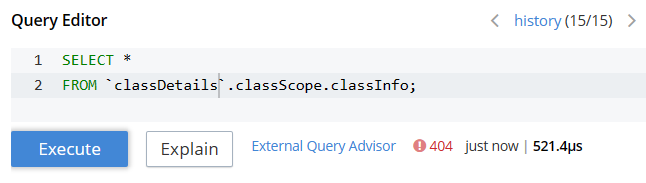 Query Editor
history (15/15)
1 SELECT *
2 FROM `classDetails`.classScope.classInfo;
Execute Explain External Query Advisor 404 just now | 521.4µs